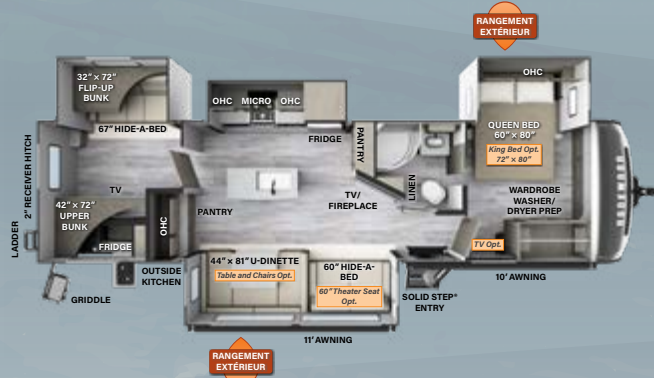 RANGEMENT
EXTÉRIEUR
32" × 72"
FLIP-UP
BUNK
67" HIDE-A-BED
OHC
MICRO
OHC
FRIDGE
PANTRY
OHC
QUEEN BED
60" × 80"
King Bed Opt.
72" × 80"
2" RECEIVER HITCH
LADDER
TV
42" × 72"
UPPER
BUNK
OHC
FRIDGE
PANTRY
TV/
FIREPLACE
LINEN
WARDROBE
WASHER/
DRYER PREP
TV Opt.
GRIDDLE
OUTSIDE
KITCHEN
44" × 81" U-DINETTE
Table and Chairs Opt.
60" HIDE-A-
BED
60" Theater Seat
Opt.
SOLID STEP®
ENTRY
10' AWNING
11' AWNING
RANGEMENT
EXTÉRIEUR